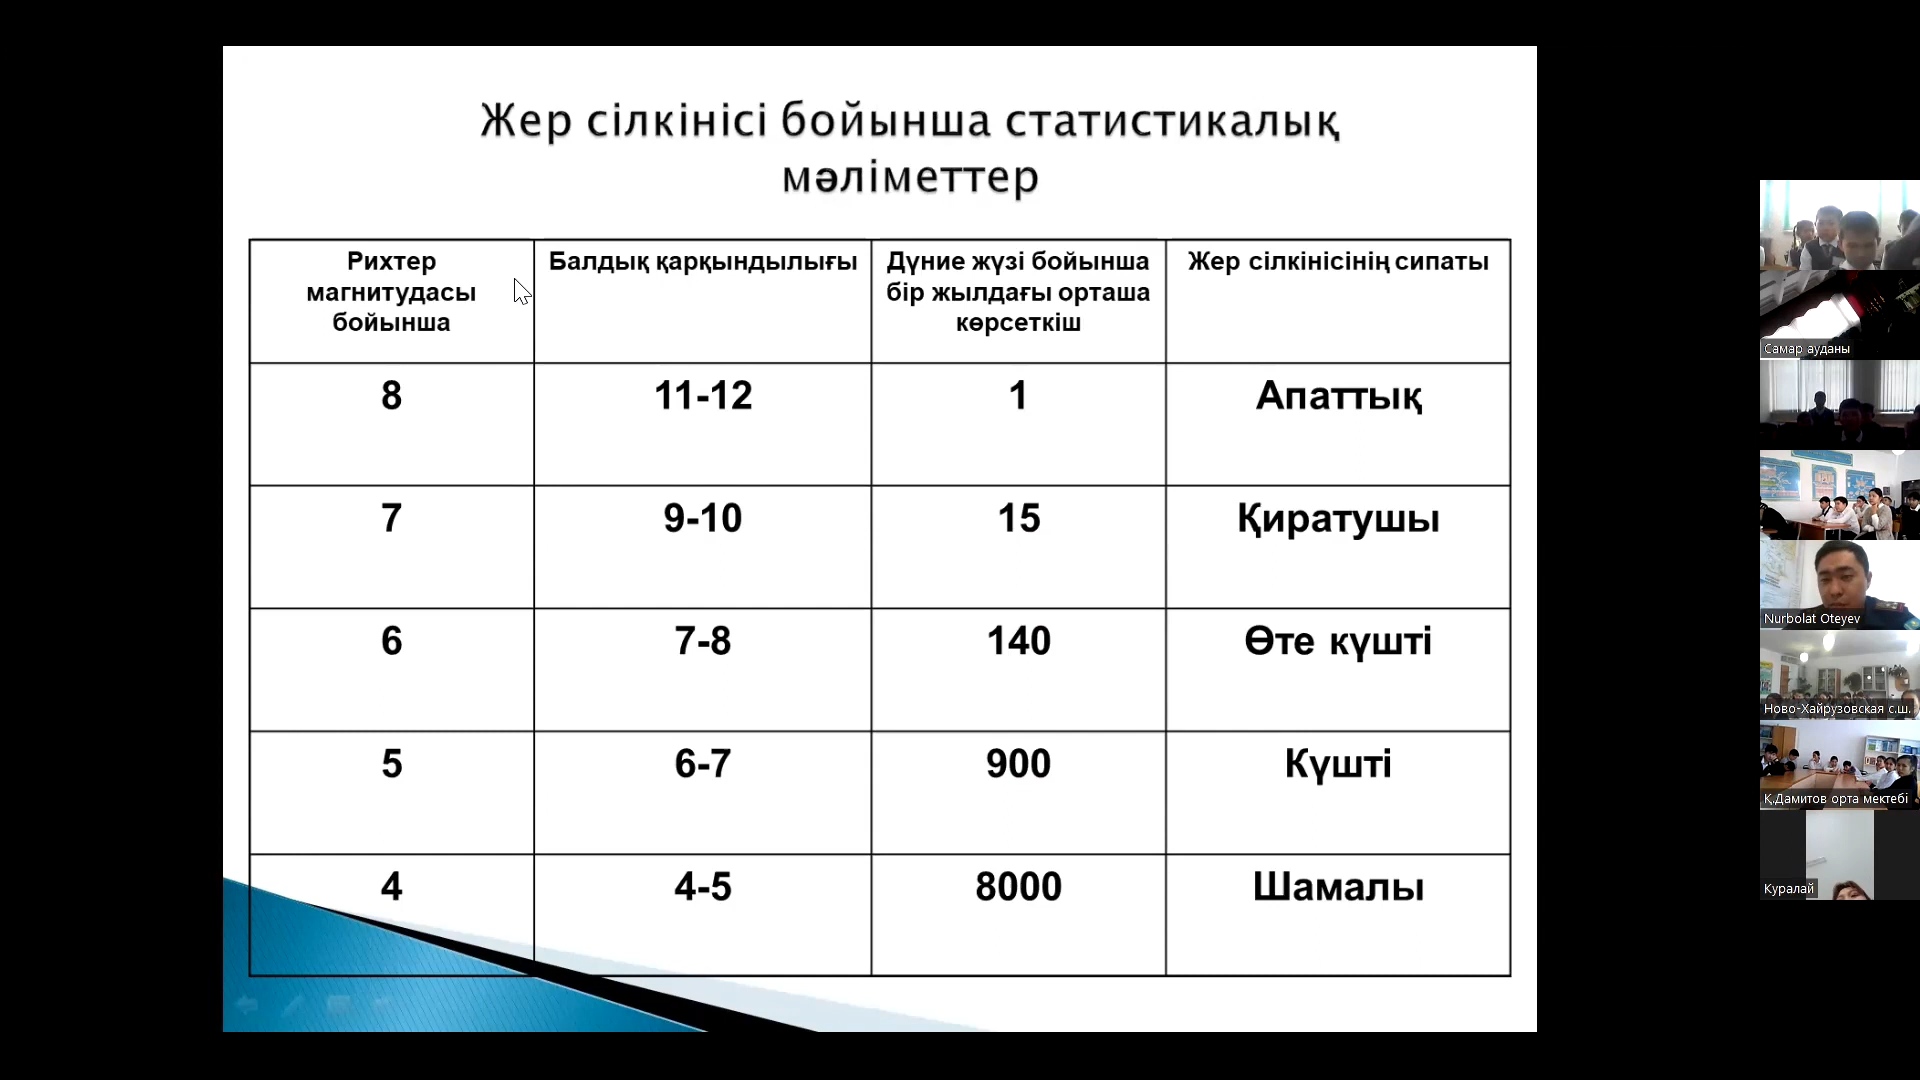 Жер сілкінісі бойынша статистикалық
мәліметтер
Рихтер
магнитудасы
бойынша
Балдық қарқындылығы
Дүние жүзі бойынша
бір жылдағы орташа
көрсеткіш
Жер сілкінісінің сипаты
8
11-12
1
Апаттық
7
9-10
15
Қиратушы
6
7-8
140
Өте күшті
5
6-7
900
Күшті
4
4-5
8000
Шамалы
Самар ауданы
Nurbolat Oteyev
Ново-Хайрузовская с.ш.
Қ.Дамитов орта мектебі
Куралай